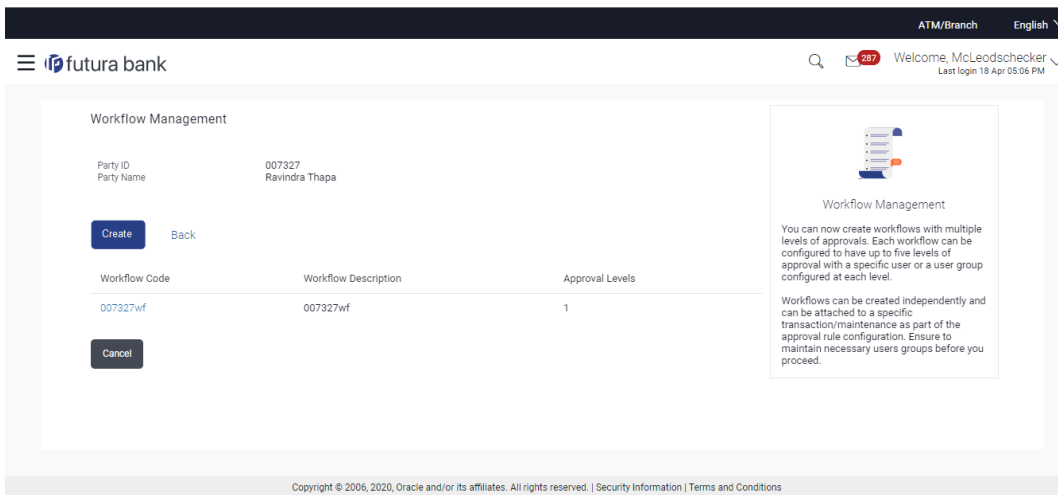 ATM/Branch English
futura bank
287
Welcome, McLeodschecker
Last login 18 Apr 05:06 PM
Workflow Management
Party ID 007327
Party Name Ravindra Thapa
Create Back
Workflow Code Workflow Description Approval Levels
007327wf 007327wf 1
Cancel
Workflow Management
You can now create workflows with multiple
levels of approvals. Each workflow can be
configured to have up to five levels of
approval with a specific user or a user group
configured at each level.
Workflows can be created independently and
can be attached to a specific
transaction/maintenance as part of the
approval rule configuration. Ensure to
maintain necessary users groups before you
proceed.
Copyright © 2006, 2020, Oracle and/or its affiliates. All rights reserved. | Security Information | Terms and Conditions